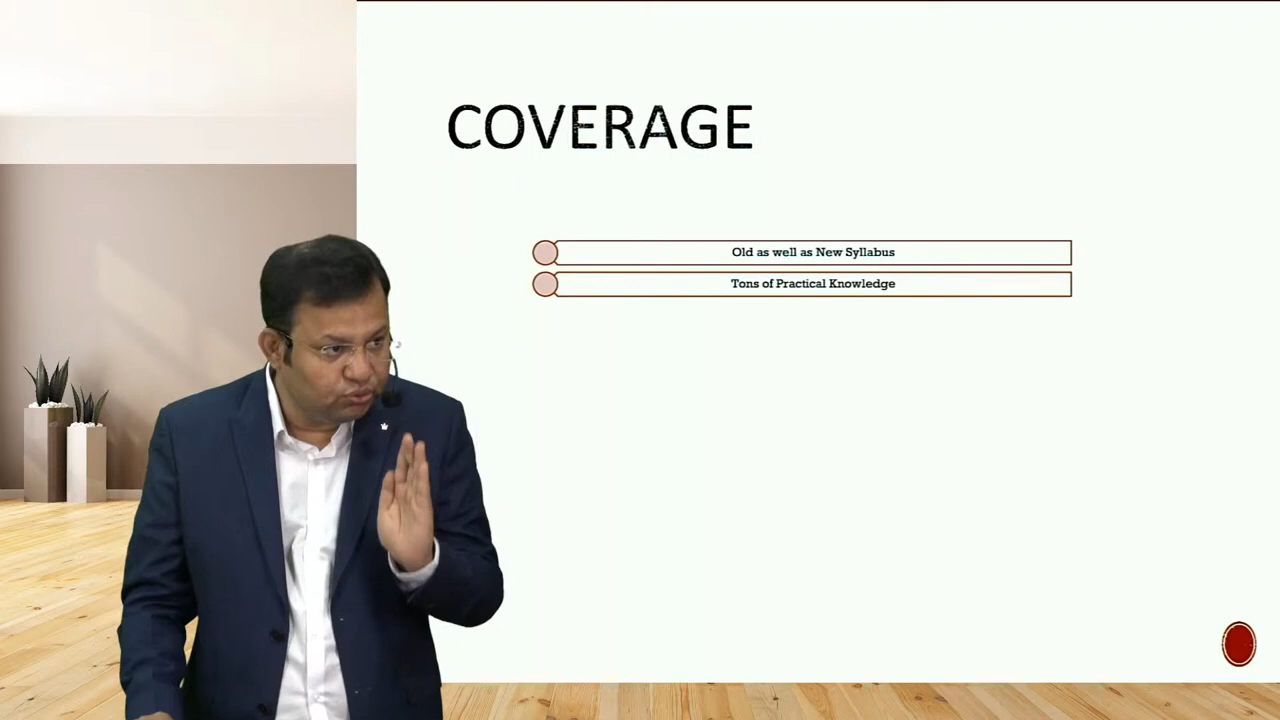 COVERAGE
Old as well as New Syllabus
Tons of Practical Knowledge